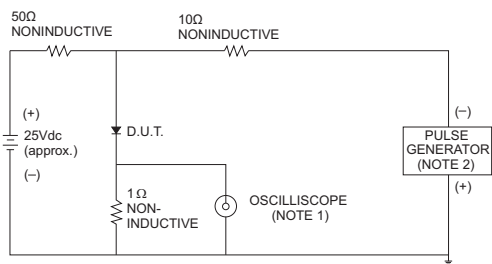 50Ω
NONINDUCTIVE
10Ω
NONINDUCTIVE
(+)
25Vdc
(approx.)
(–)
D.U.T.
1Ω
NON-
INDUCTIVE
OSCILLISCOPE
(NOTE 1)
(–)
PULSE
GENERATOR
(NOTE 2)
(+)